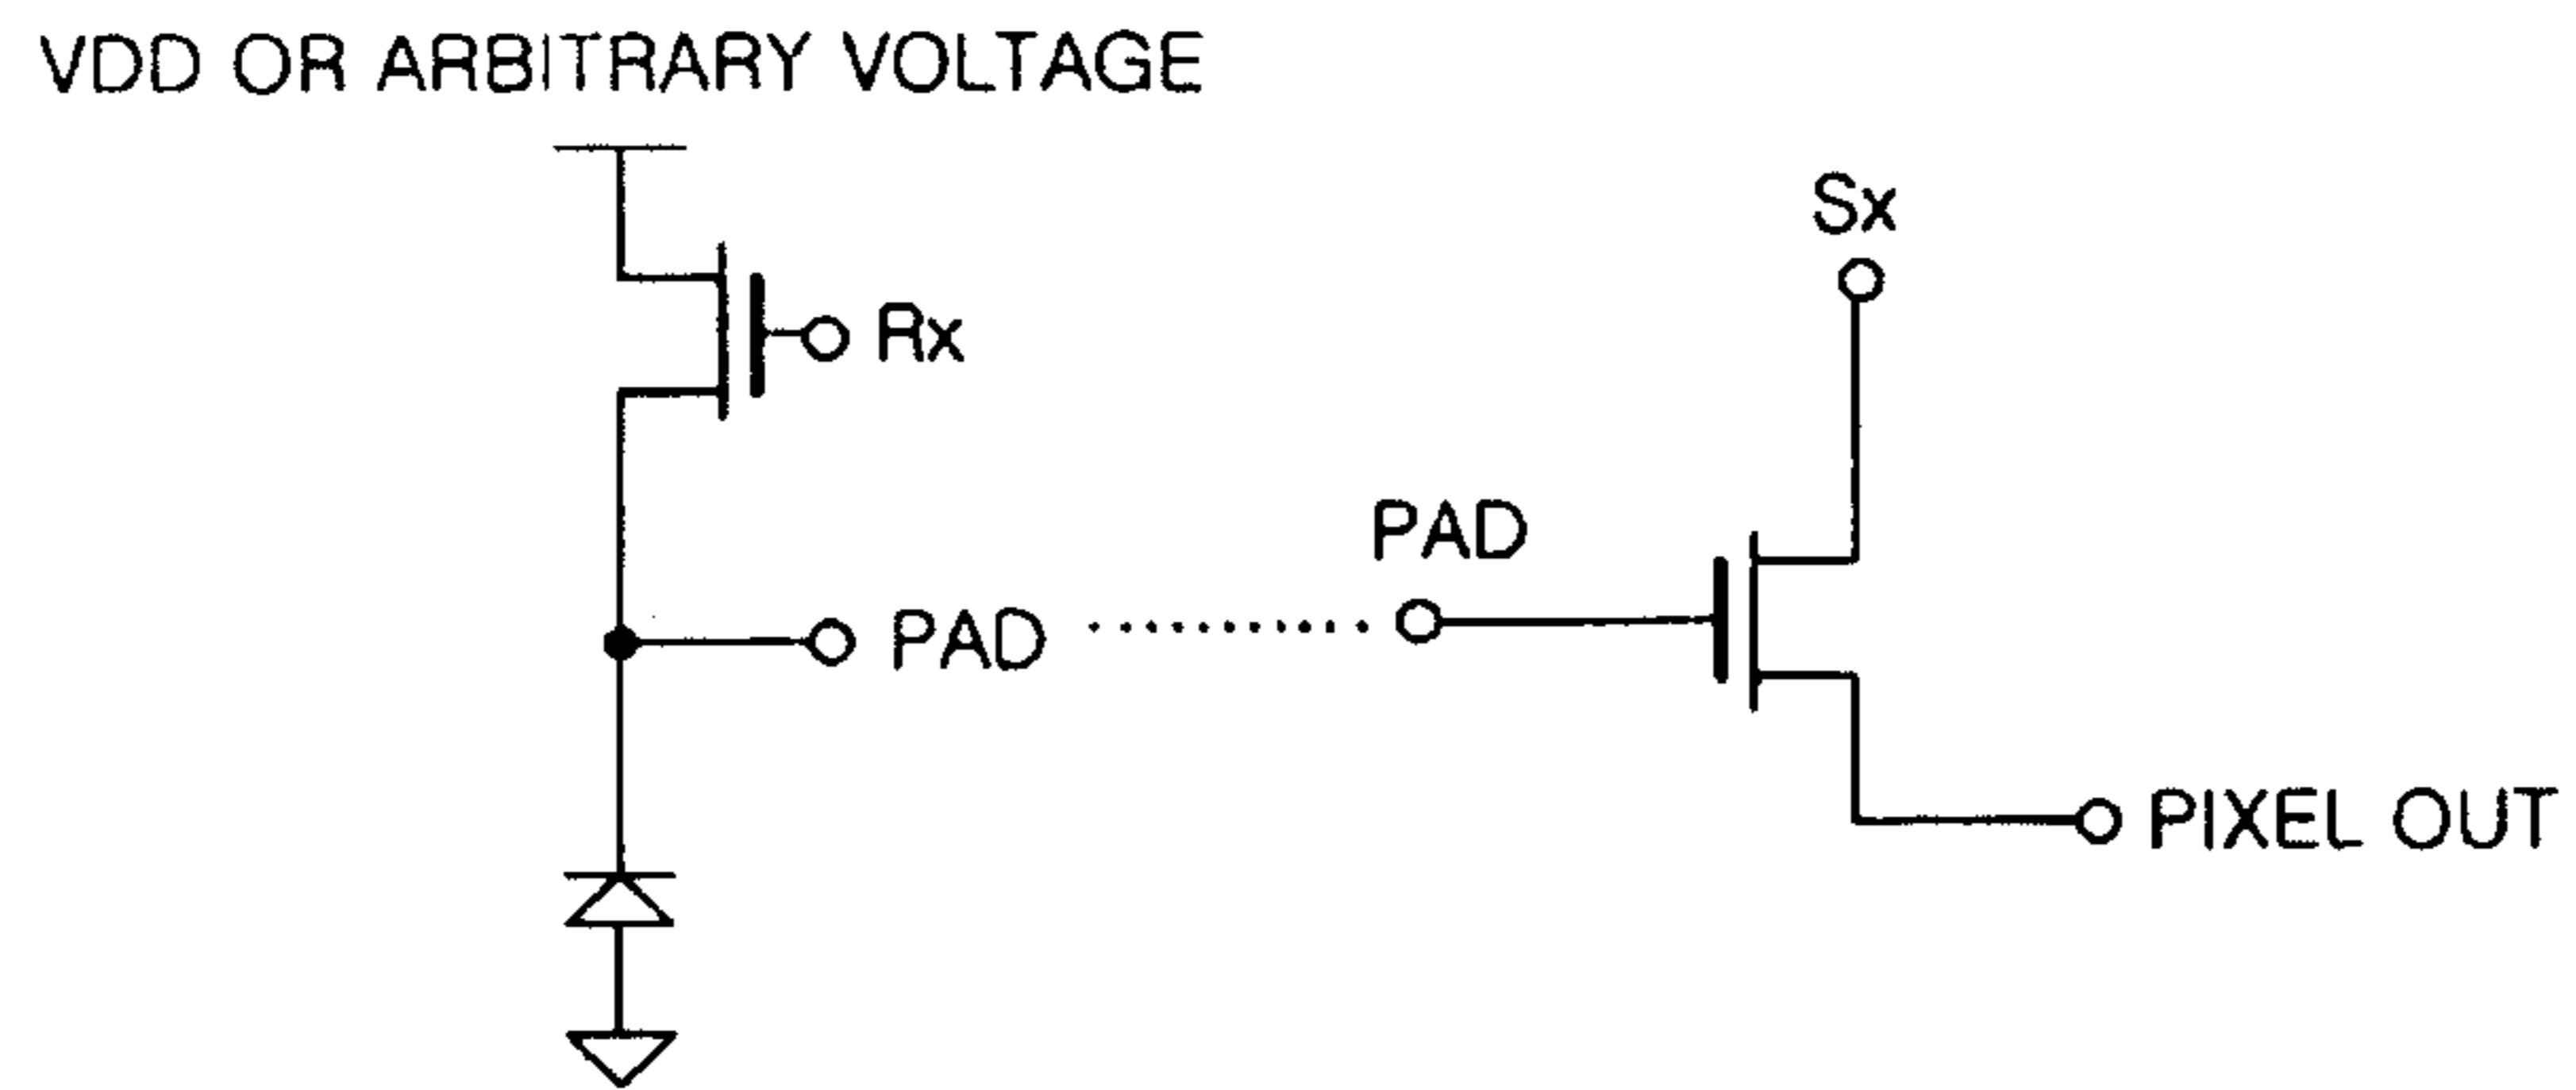 VDD OR ARBITRARY VOLTAGE
Sx
Rx
PAD
PAD
PIXEL OUT